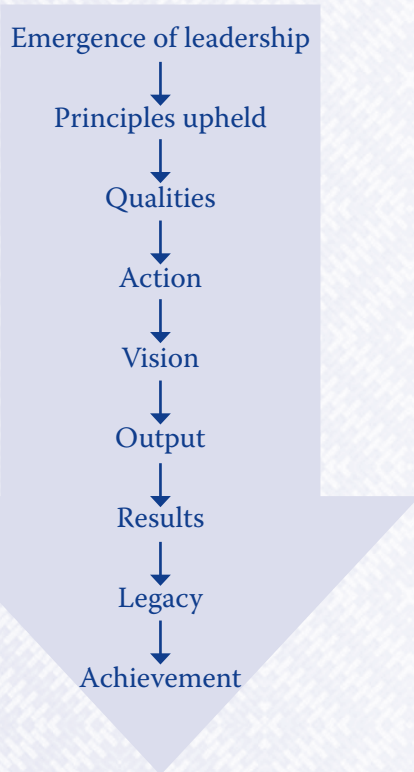 Emergence of leadership
Principles upheld
Qualities
Action
Vision
Output
Results
Legacy
Achievement